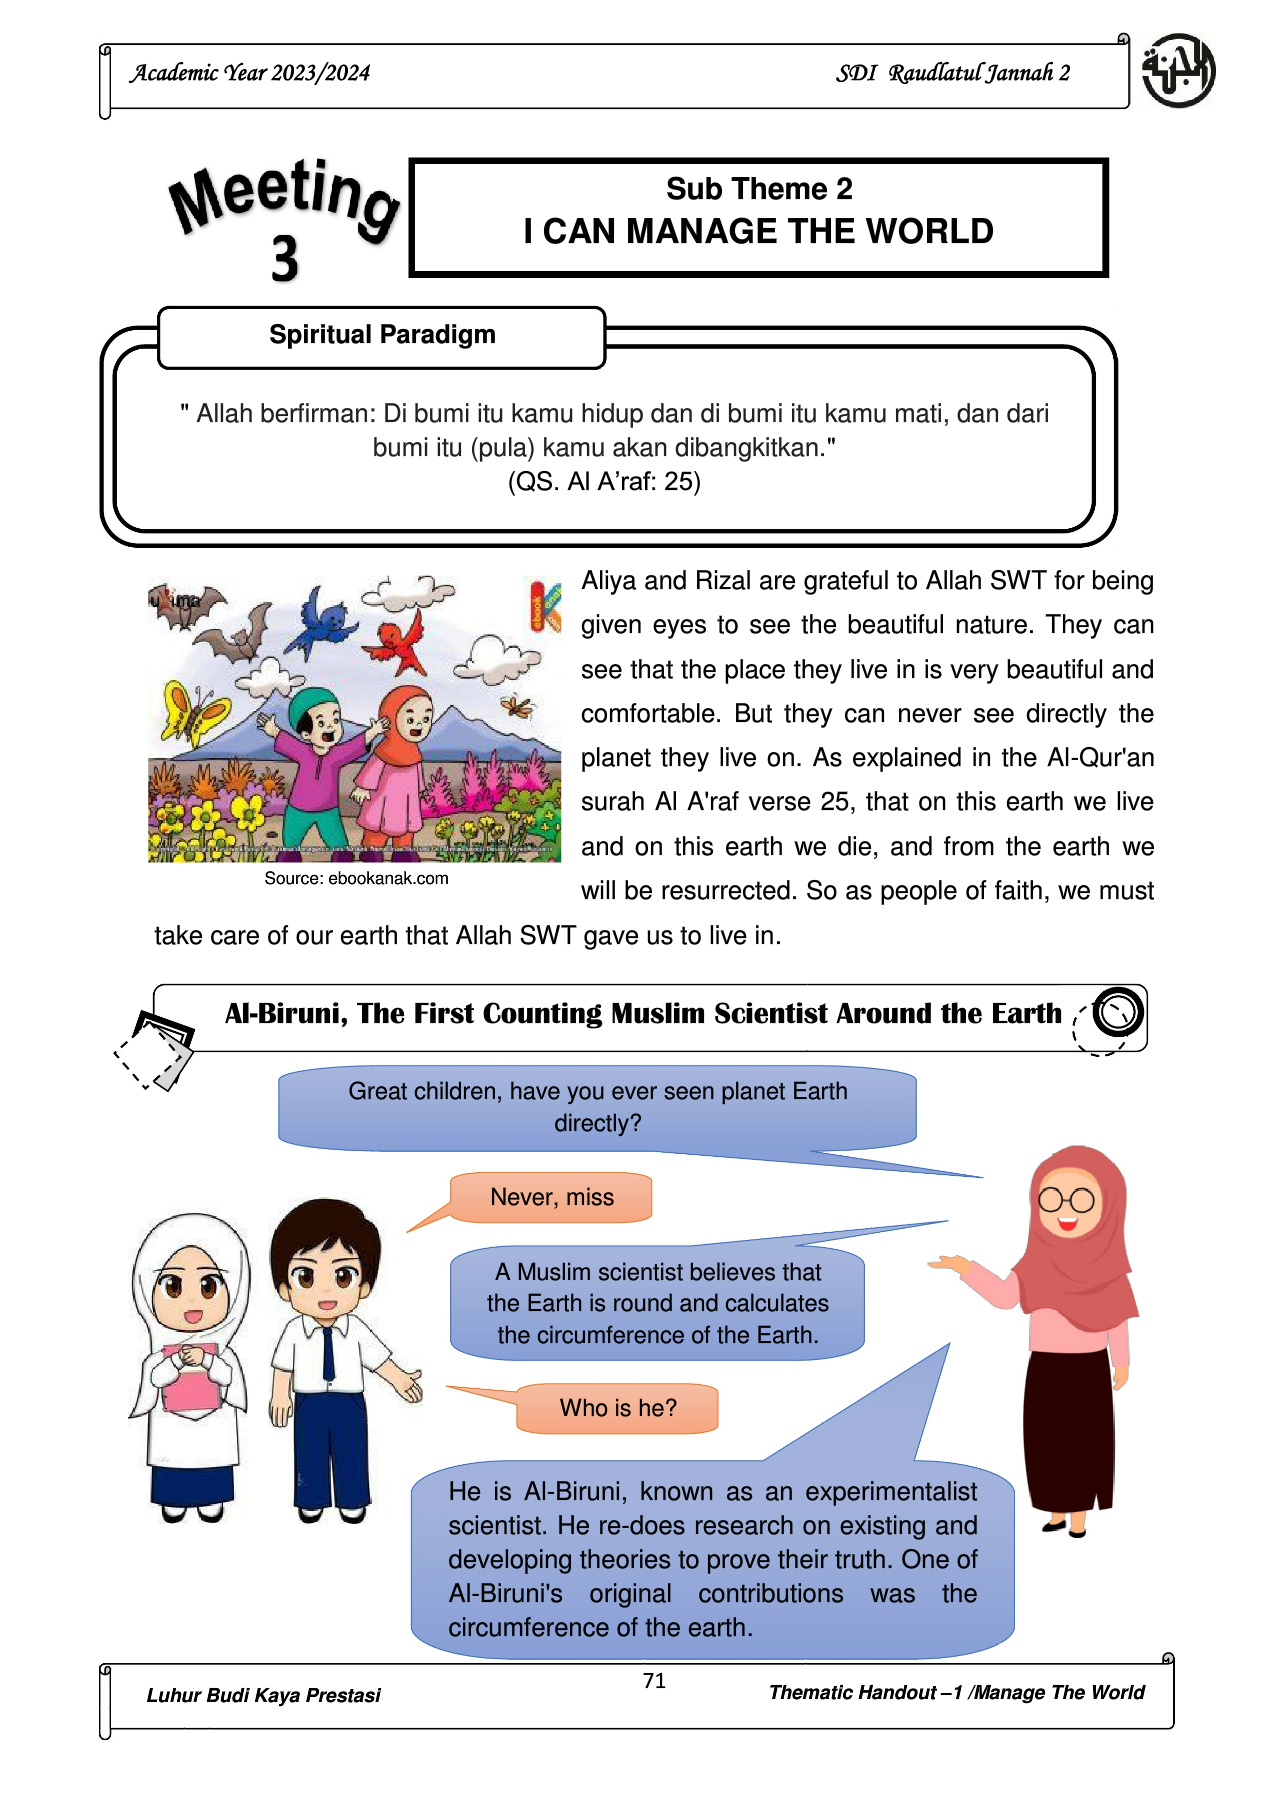 Academic Year 2023/2024
SDI Raudlatul Jannah 2
Meeting
3
Sub Theme 2
I CAN MANAGE THE WORLD
Spiritual Paradigm
" Allah berfirman: Di bumi itu kamu hidup dan di bumi itu kamu mati, dan dari
bumi itu (pula) kamu akan dibangkitkan."
(QS. Al A’raf: 25)
Aliya and Rizal are grateful to Allah SWT for being
given eyes to see the beautiful nature. They can
see that the place they live in is very beautiful and
comfortable. But they can never see directly the
planet they live on. As explained in the Al-Qur'an
surah Al A'raf verse 25, that on this earth we live
and on this earth we die, and from the earth we
will be resurrected. So as people of faith, we must
take care of our earth that Allah SWT gave us to live in.
ebook
Source: ebookanak.com
Al-Biruni, The First Counting Muslim Scientist Around the Earth
Great children, have you ever seen planet Earth
directly?
Never, miss
A Muslim scientist believes that
the Earth is round and calculates
the circumference of the Earth.
Who is he?
He is Al-Biruni, known as an experimentalist
scientist. He re-does research on existing and
developing theories to prove their truth. One of
Al-Biruni's original contributions was the
circumference of the earth.
Luhur Budi Kaya Prestasi
71
Thematic Handout –1 /Manage The World